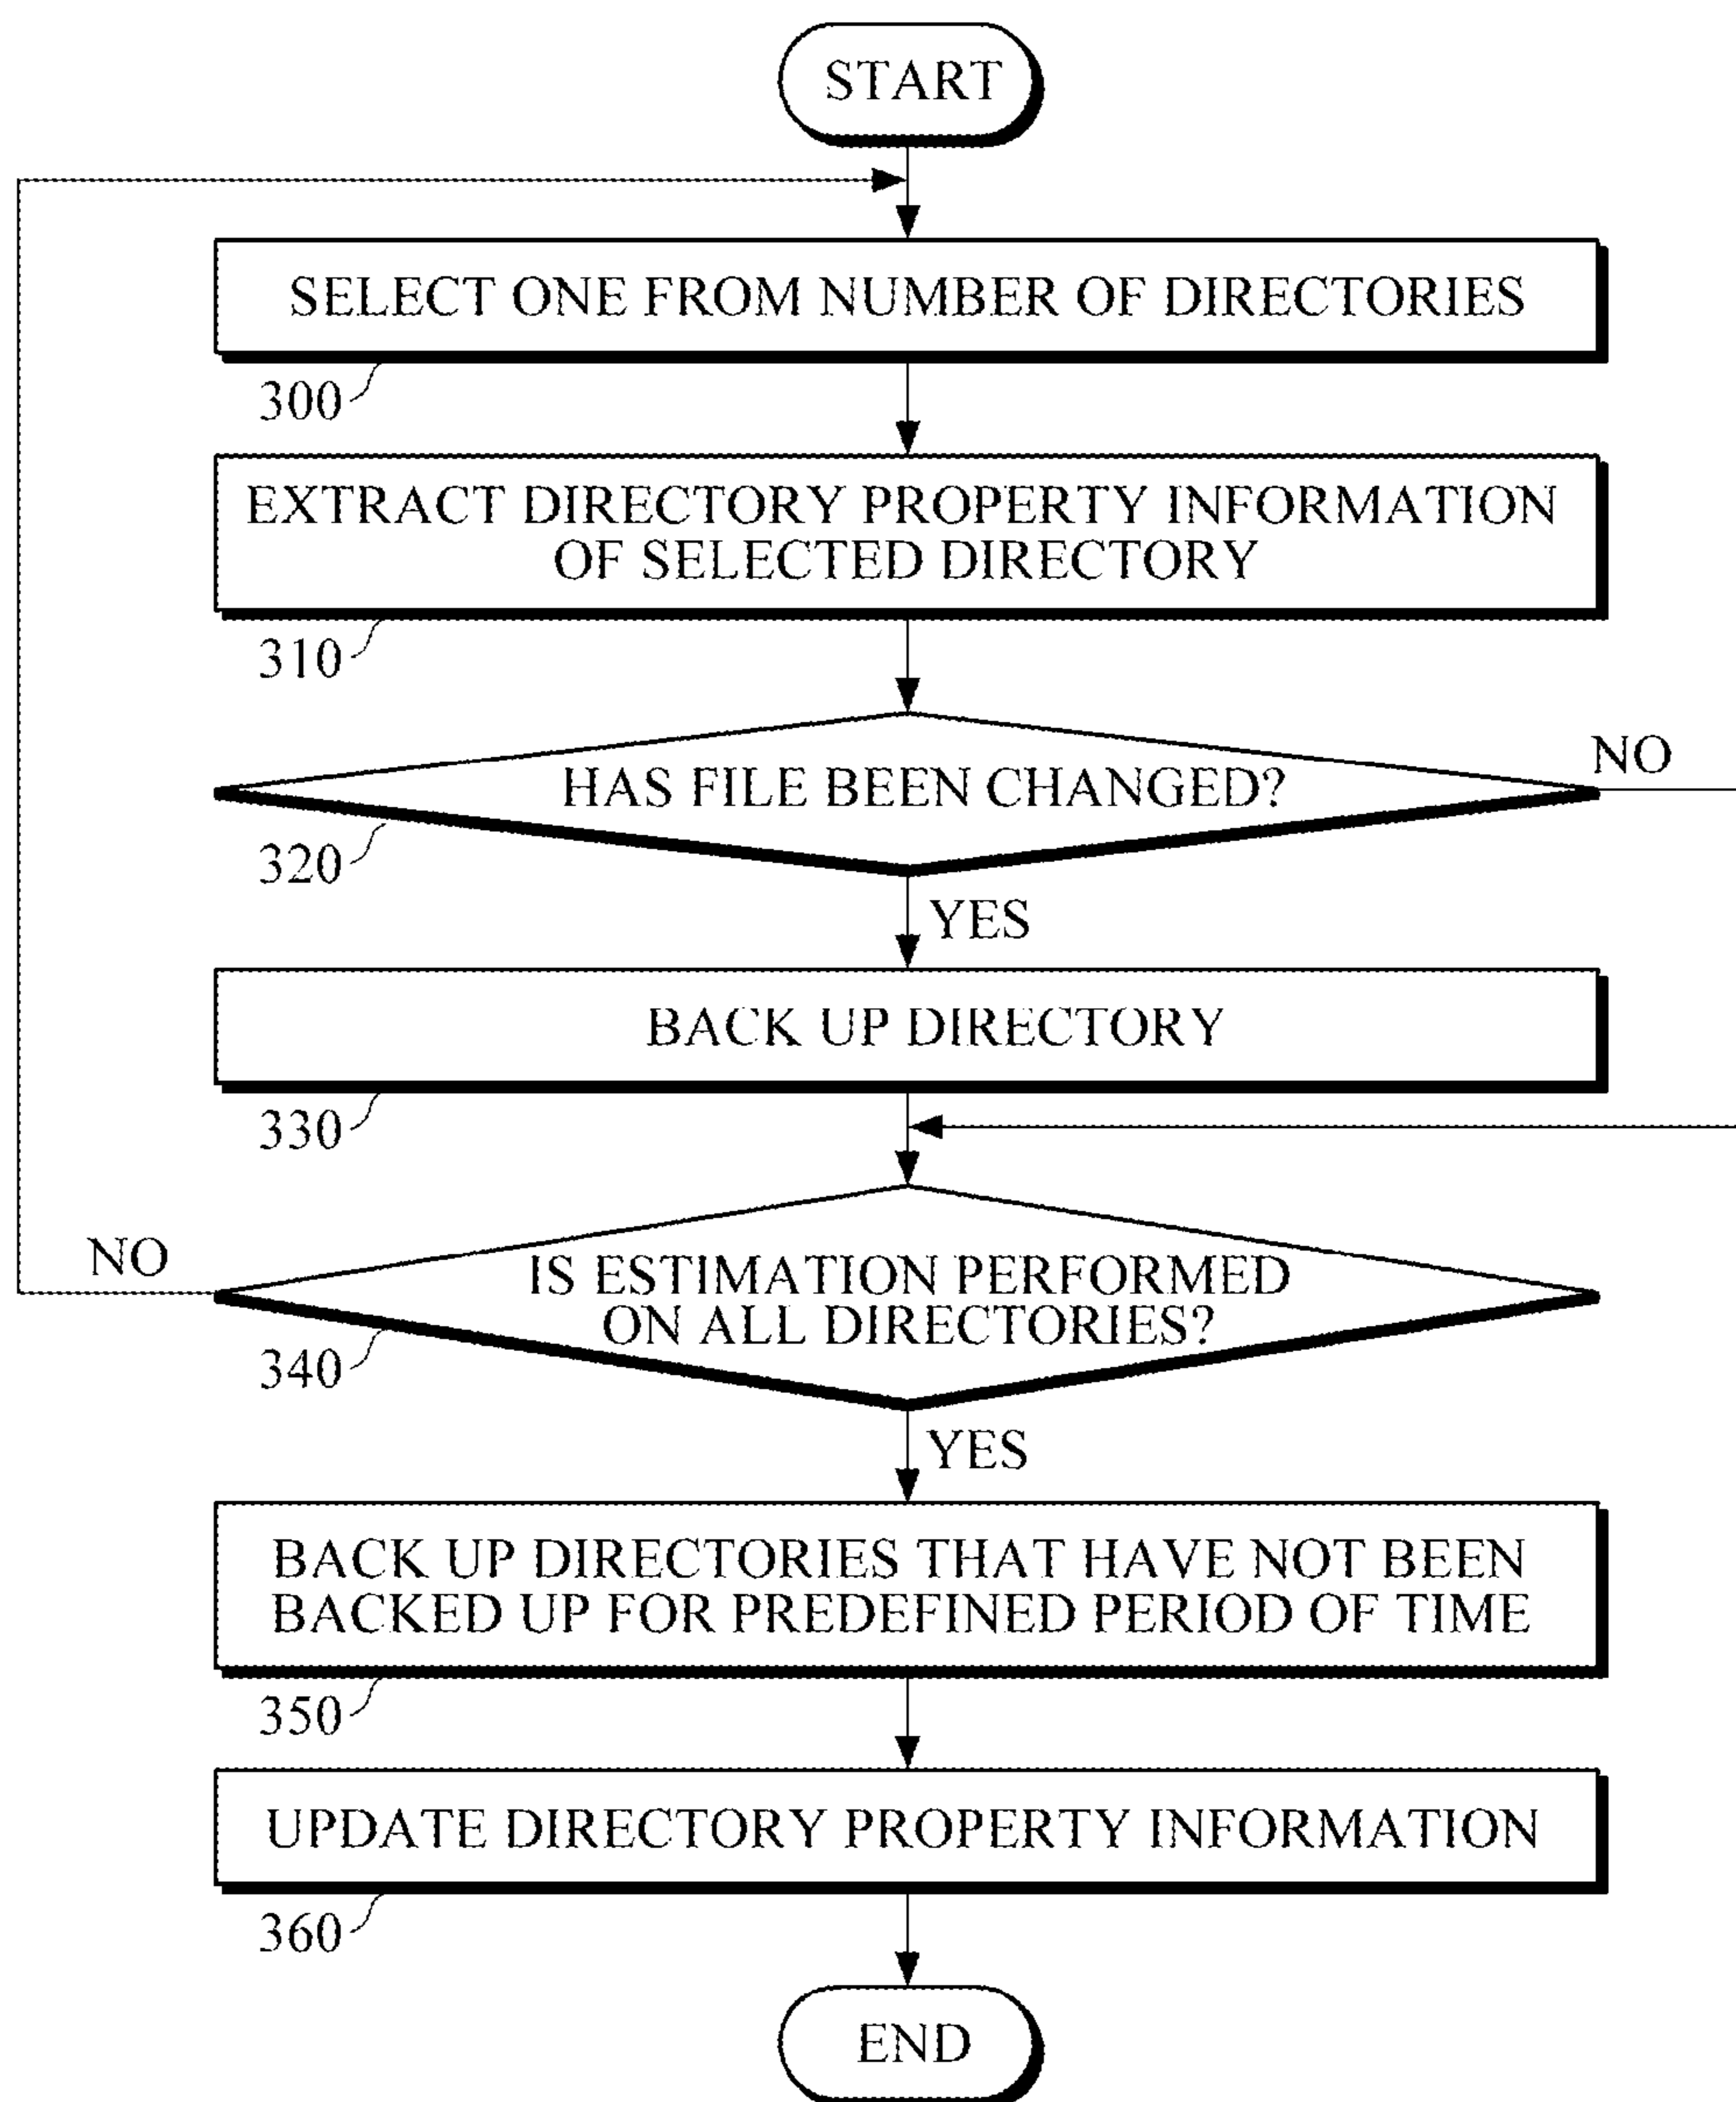 START
SELECT ONE FROM NUMBER OF DIRECTORIES
300
EXTRACT DIRECTORY PROPERTY INFORMATION
OF SELECTED DIRECTORY
310
HAS FILE BEEN CHANGED?
NO
320
YES
BACK UP DIRECTORY
330
NO
IS ESTIMATION PERFORMED
ON ALL DIRECTORIES?
340
YES
BACK UP DIRECTORIES THAT HAVE NOT BEEN
BACKED UP FOR PREDEFINED PERIOD OF TIME
350
UPDATE DIRECTORY PROPERTY INFORMATION
360
END